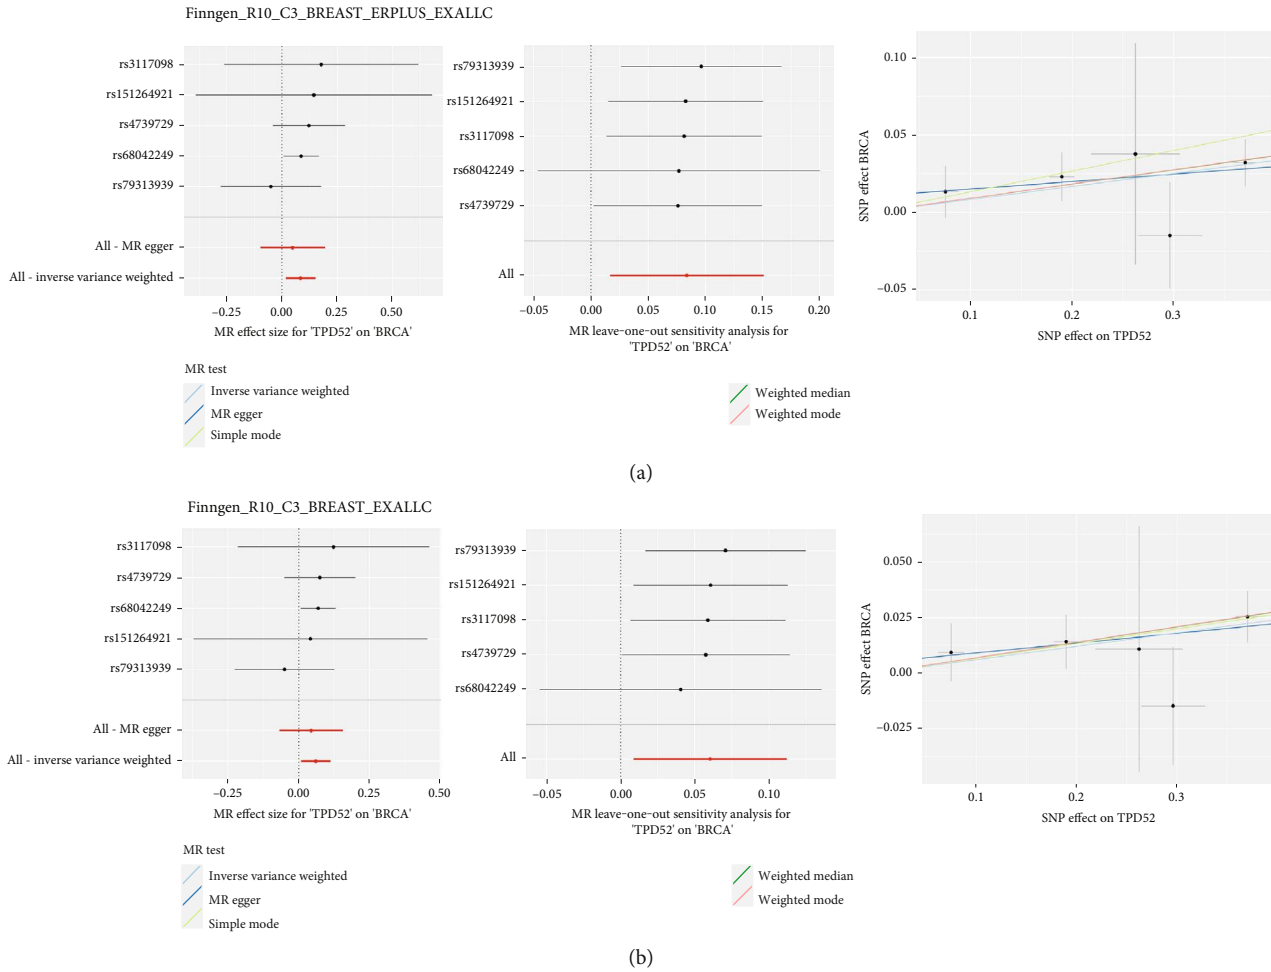 Finngen_R10_C3_BREAST_ERPLUS_EXALLC
rs3117098
rs151264921
rs4739729
rs68042249
rs79313939
All - MR egger
All - inverse variance weighted
−0.25 0.00 0.25 0.50
MR effect size for 'TPD52' on 'BRCA'
rs79313939
rs151264921
rs3117098
rs68042249
rs4739729
All
−0.05 0.00 0.05 0.10 0.15 0.20
MR leave-one-out sensitivity analysis for
'TPD52' on 'BRCA'
SNP effect BRCA
0.10
0.05
0.00
−0.05
0.1 0.2 0.3
SNP effect on TPD52
MR test
Inverse variance weighted
MR egger
Simple mode
Weighted median
Weighted mode
(a)
Finngen_R10_C3_BREAST_EXALLC
rs3117098
rs4739729
rs68042249
rs151264921
rs79313939
All - MR egger
All - inverse variance weighted
−0.25 0.00 0.25 0.50
MR effect size for 'TPD52' on 'BRCA'
rs79313939
rs151264921
rs3117098
rs4739729
rs68042249
All
−0.05 0.00 0.05 0.10
MR leave-one-out sensitivity analysis for
'TPD52' on 'BRCA'
SNP effect BRCA
0.050
0.025
0.00
−0.025
0.1 0.2 0.3
SNP effect on TPD52
MR test
Inverse variance weighted
MR egger
Simple mode
Weighted median
Weighted mode
(b)